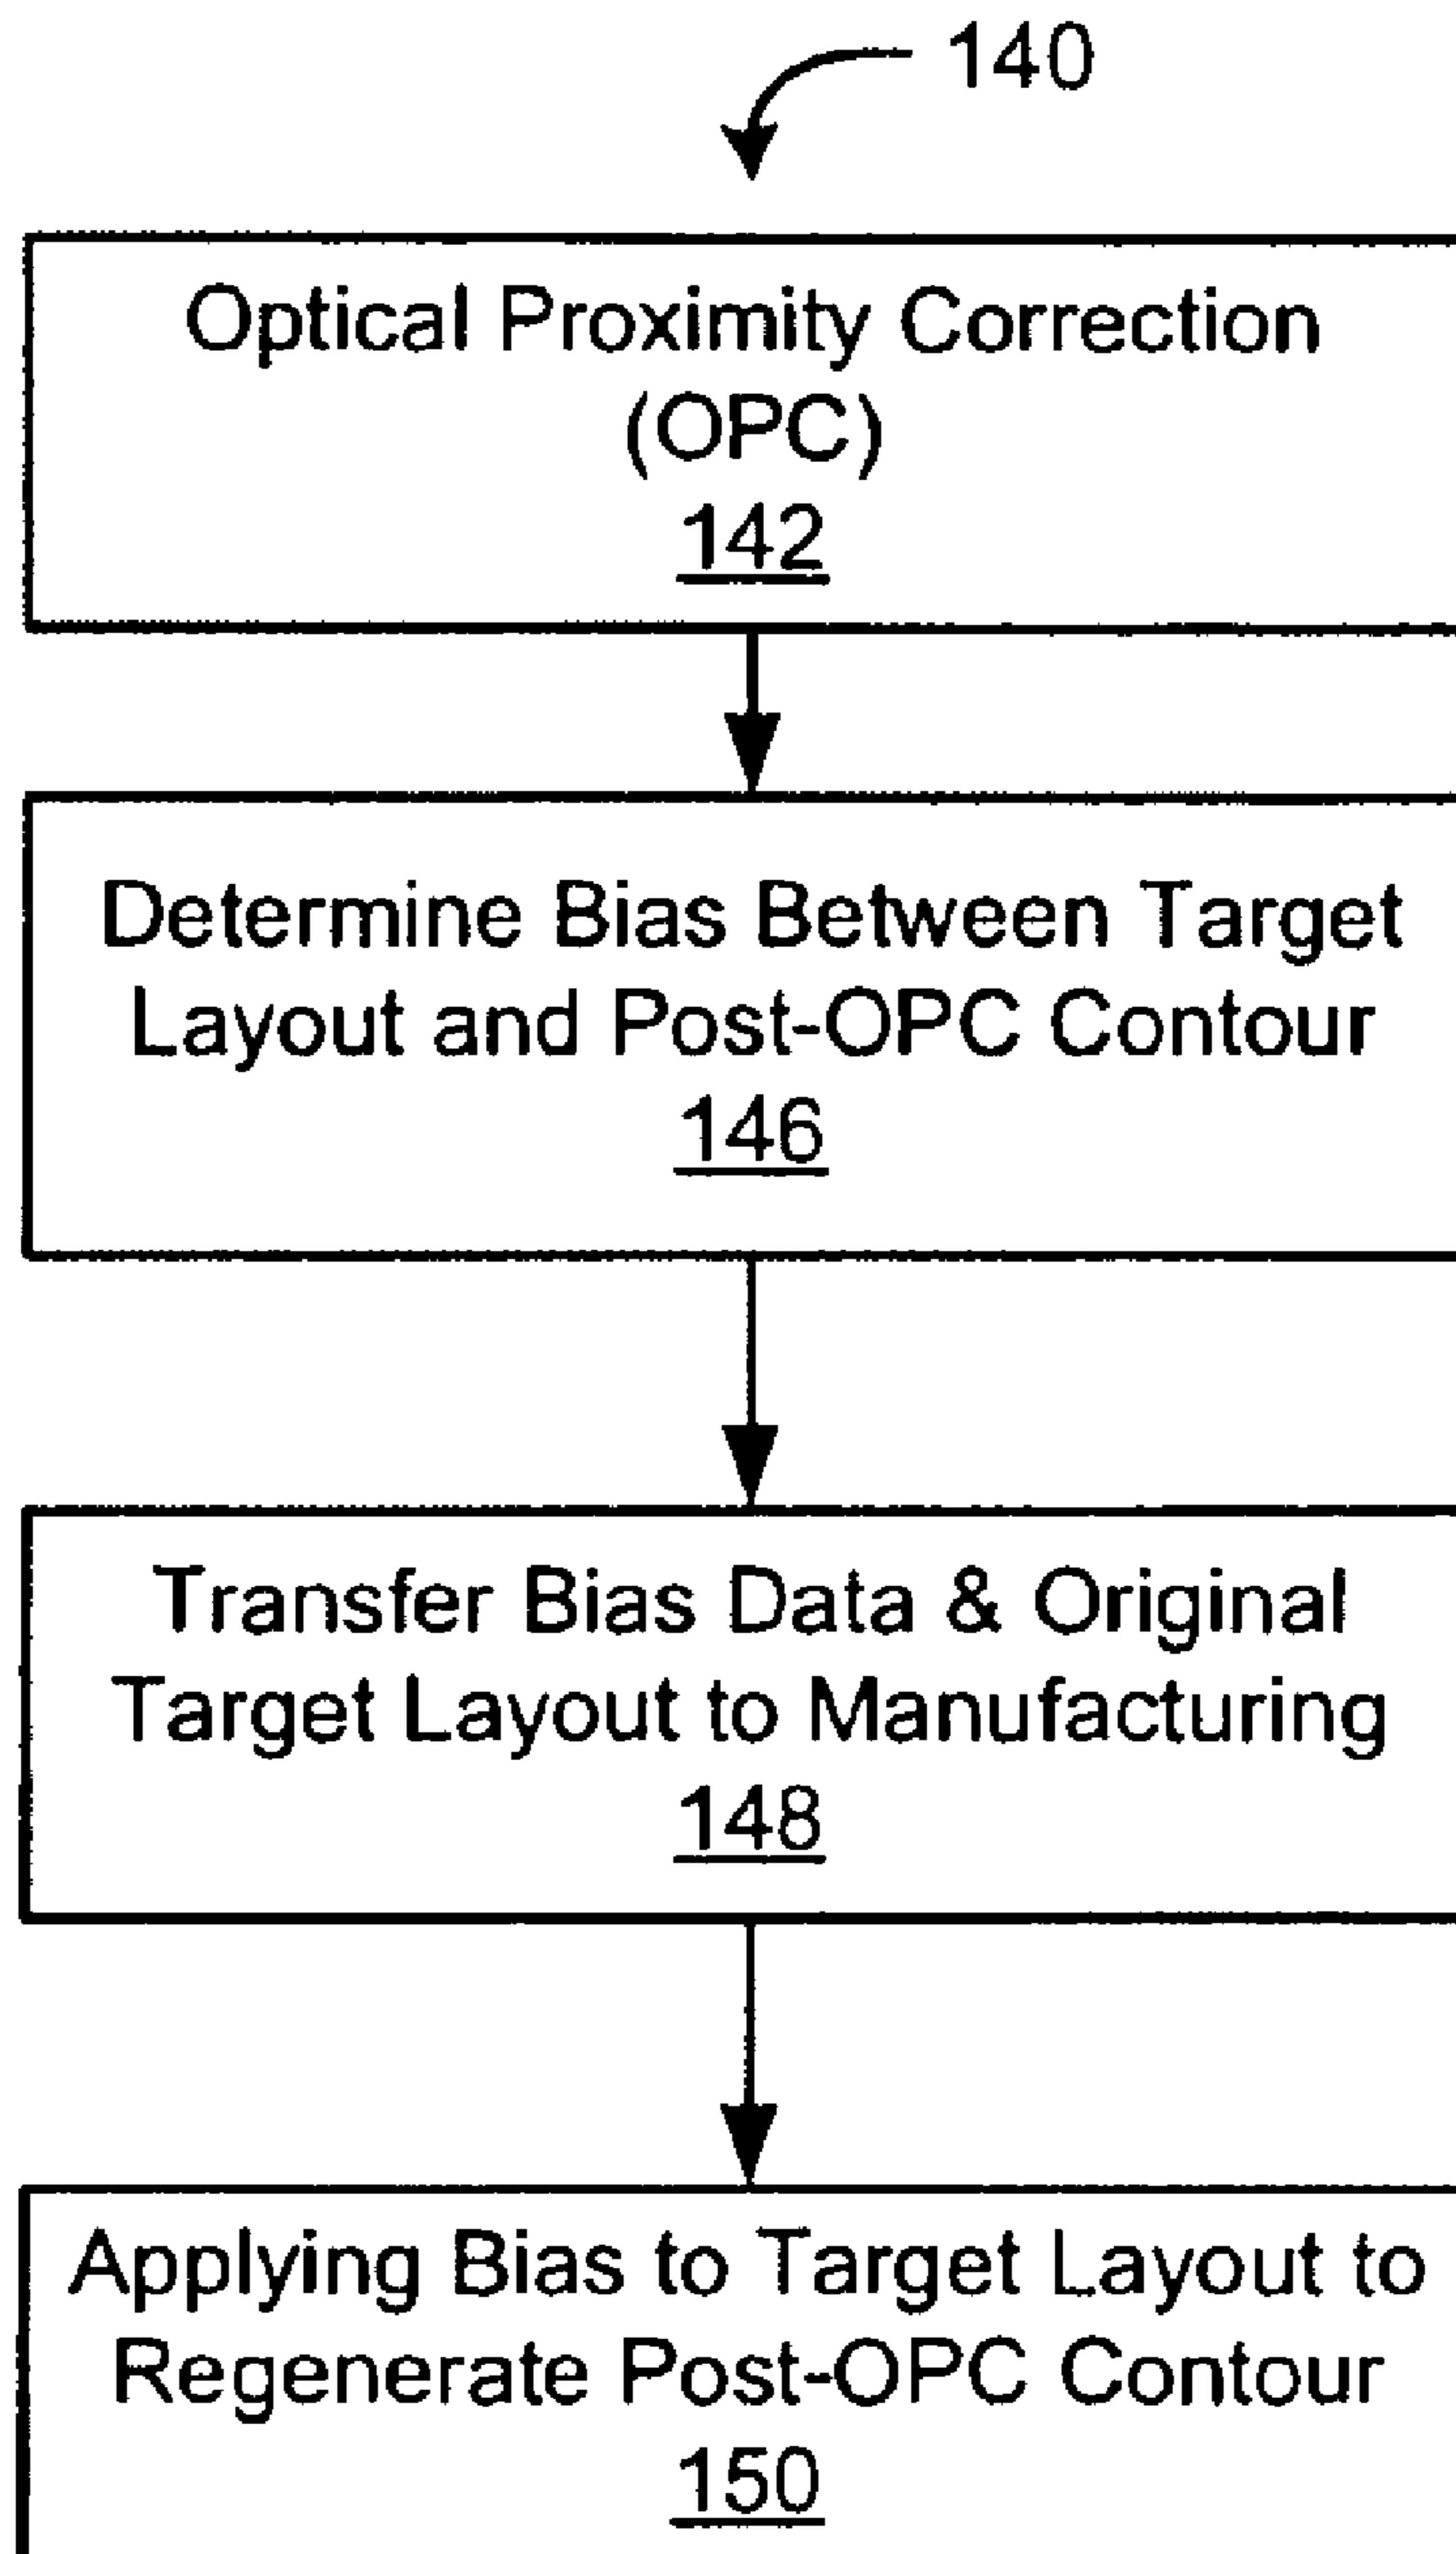 140
Optical Proximity Correction
(OPC)
142
Determine Bias Between Target
Layout and Post-OPC Contour
146
Transfer Bias Data & Original
Target Layout to Manufacturing
148
Applying Bias to Target Layout to
Regenerate Post-OPC Contour
150